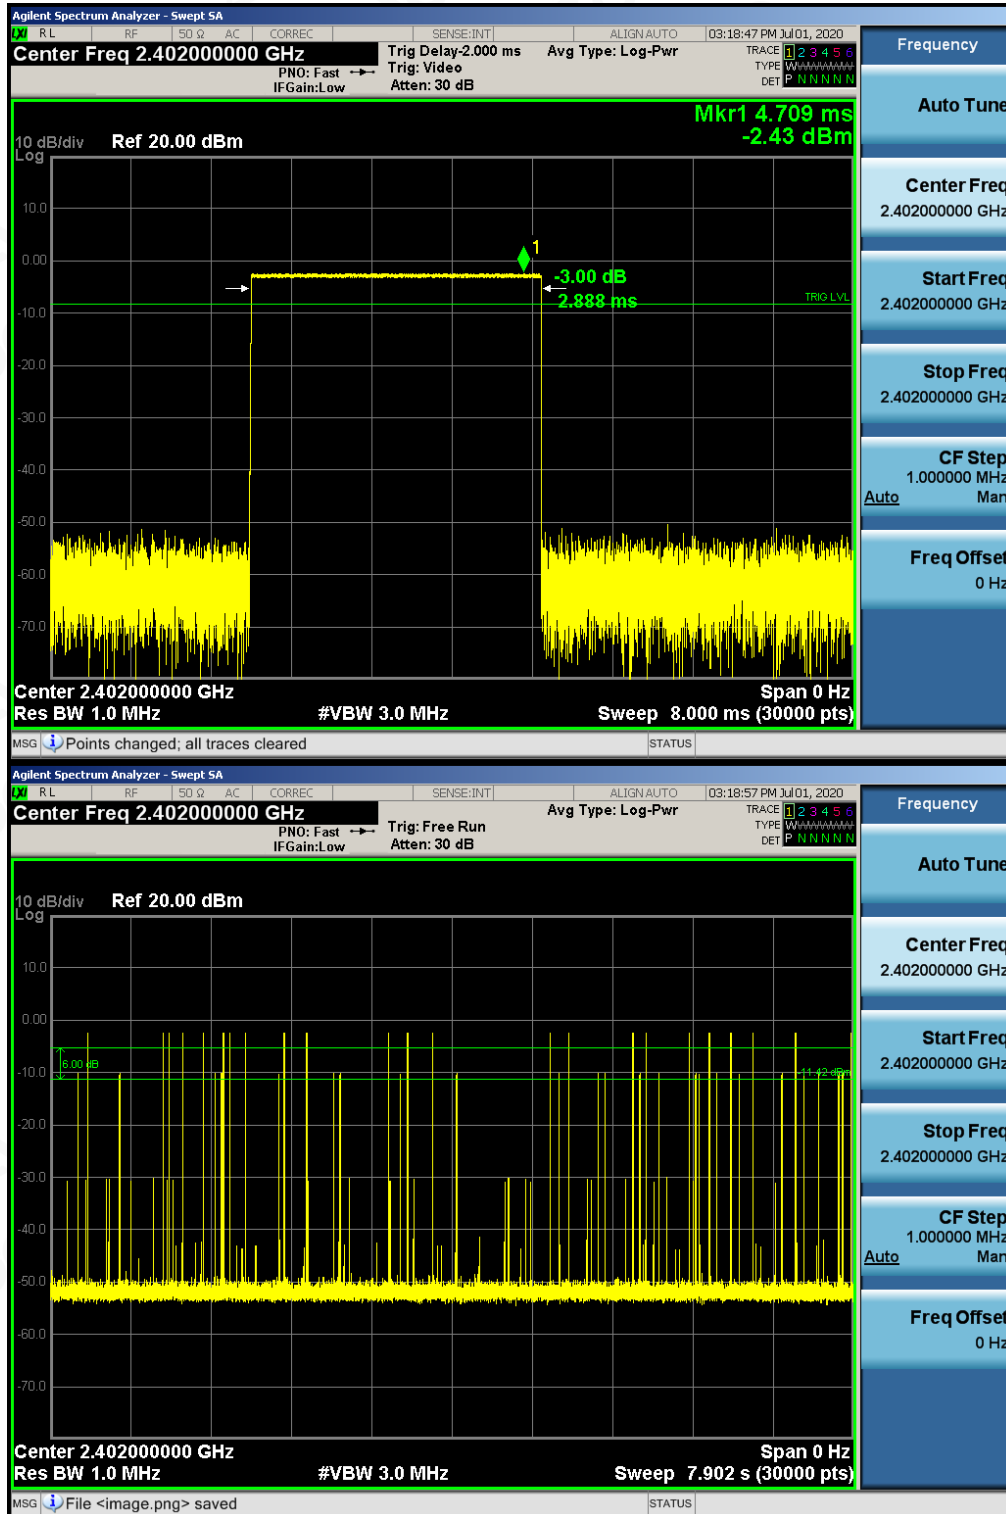 Agilent Spectrum Analyzer - Swept SA
LXI RL RF 50 Ω AC CORREC SENSE:INT ALIGN AUTO 03:18:47 PM Jul 01, 2020
Center Freq 2.402000000 GHz
PNO: Fast
IFGain:Low
Trig Delay-2.000 ms
Trig: Video
Atten: 30 dB
Avg Type: Log-Pwr
TRACE 1 2 3 4 5 6
TYPE WWWWWW
DET P N N N N N
Frequency
Auto Tune
Mkr1 4.709 ms
-2.43 dBm
10 dB/div Ref 20.00 dBm
Log
10.0
0.00
-10.0
-20.0
-30.0
-40.0
-50.0
-60.0
-70.0
1
-3.00 dB
2.888 ms
TRIG LVL
Center Freq
2.402000000 GHz
Start Freq
2.402000000 GHz
Stop Freq
2.402000000 GHz
CF Step
1.000000 MHz
Auto Man
Freq Offset
0 Hz
Center 2.402000000 GHz Span 0 Hz
Res BW 1.0 MHz #VBW 3.0 MHz Sweep 8.000 ms (30000 pts)
MSG Points changed; all traces cleared STATUS
Agilent Spectrum Analyzer - Swept SA
LXI RL RF 50 Ω AC CORREC SENSE:INT ALIGN AUTO 03:18:57 PM Jul 01, 2020
Center Freq 2.402000000 GHz
PNO: Fast
IFGain:Low
Trig: Free Run
Atten: 30 dB
Avg Type: Log-Pwr
TRACE 1 2 3 4 5 6
TYPE WWWWWW
DET P N N N N N
Frequency
Auto Tune
10 dB/div Ref 20.00 dBm
Log
10.0
0.00
-10.0
-20.0
-30.0
-40.0
-50.0
-60.0
-70.0
6.00 dB
-11.42 dBm
Center Freq
2.402000000 GHz
Start Freq
2.402000000 GHz
Stop Freq
2.402000000 GHz
CF Step
1.000000 MHz
Auto Man
Freq Offset
0 Hz
Center 2.402000000 GHz Span 0 Hz
Res BW 1.0 MHz #VBW 3.0 MHz Sweep 7.902 s (30000 pts)
MSG File <image.png> saved STATUS